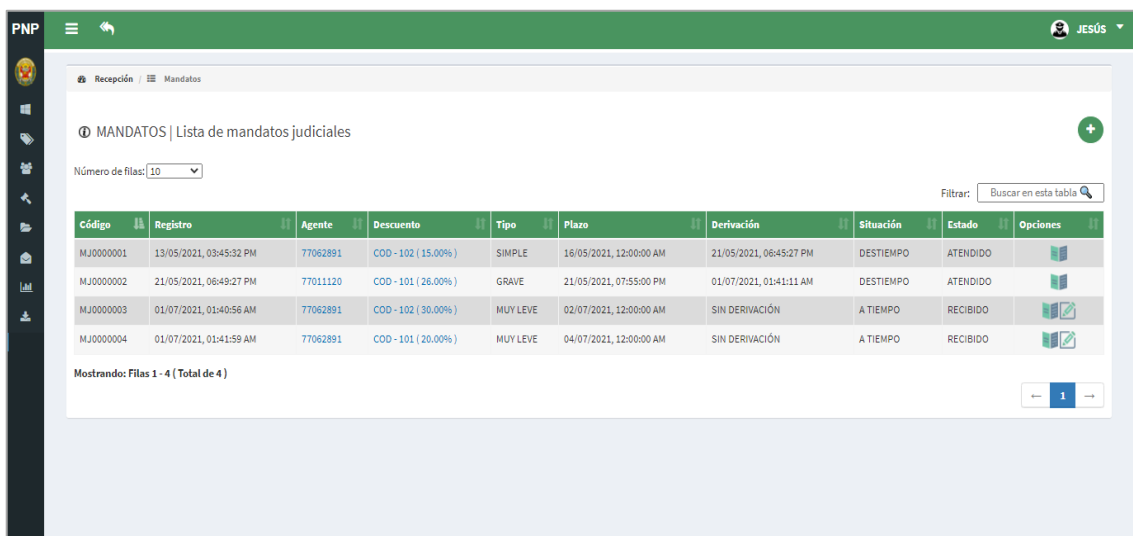 PNP
JESÚS
Recepción / Mandatos
MANDATOS | Lista de mandatos judiciales
Número de filas: 10
Filtrar: Buscar en esta tabla
Código Registro Agente Descuento Tipo Plazo Derivación Situación Estado Opciones
MJ0000001 13/05/2021, 03:45:32 PM 77062891 COD - 102 ( 15.00% ) SIMPLE 16/05/2021, 12:00:00 AM 21/05/2021, 06:45:27 PM DESTIEMPO ATENDIDO
MJ0000002 21/05/2021, 06:49:27 PM 77011120 COD - 101 ( 26.00% ) GRAVE 21/05/2021, 07:55:00 PM 01/07/2021, 01:41:11 AM DESTIEMPO ATENDIDO
MJ0000003 01/07/2021, 01:40:56 AM 77062891 COD - 102 ( 30.00% ) MUY LEVE 02/07/2021, 12:00:00 AM SIN DERIVACIÓN A TIEMPO RECIBIDO
MJ0000004 01/07/2021, 01:41:59 AM 77062891 COD - 101 ( 20.00% ) MUY LEVE 04/07/2021, 12:00:00 AM SIN DERIVACIÓN A TIEMPO RECIBIDO
Mostrando: Filas 1 - 4 ( Total de 4 )
← 1 →